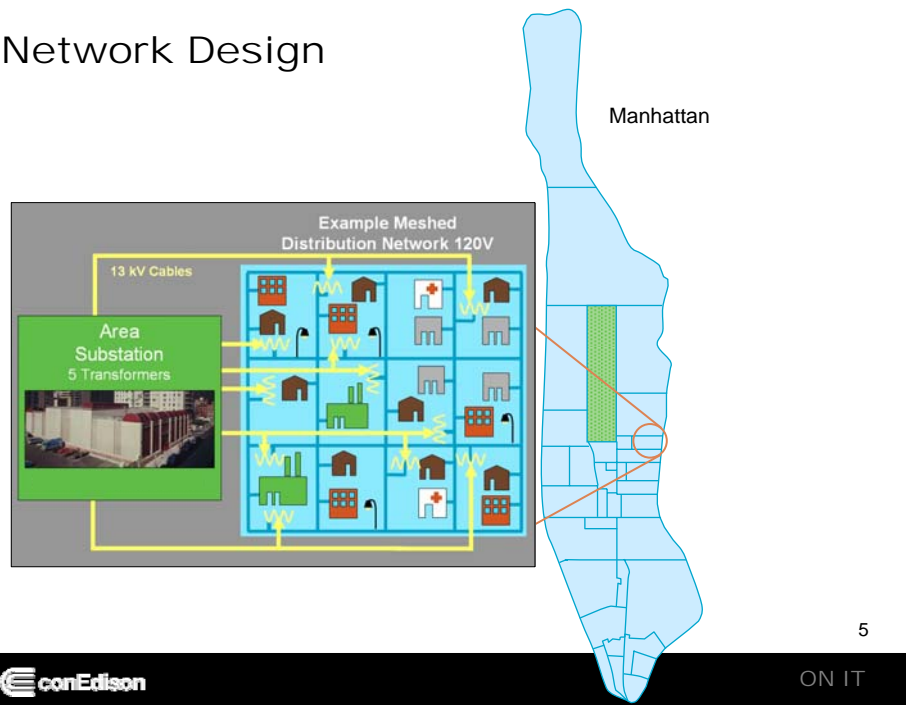 Network Design
Manhattan
Example Meshed
Distribution Network 120V
13 kV Cables
Area
Substation
5 Transformers
5
conEdison
ON IT